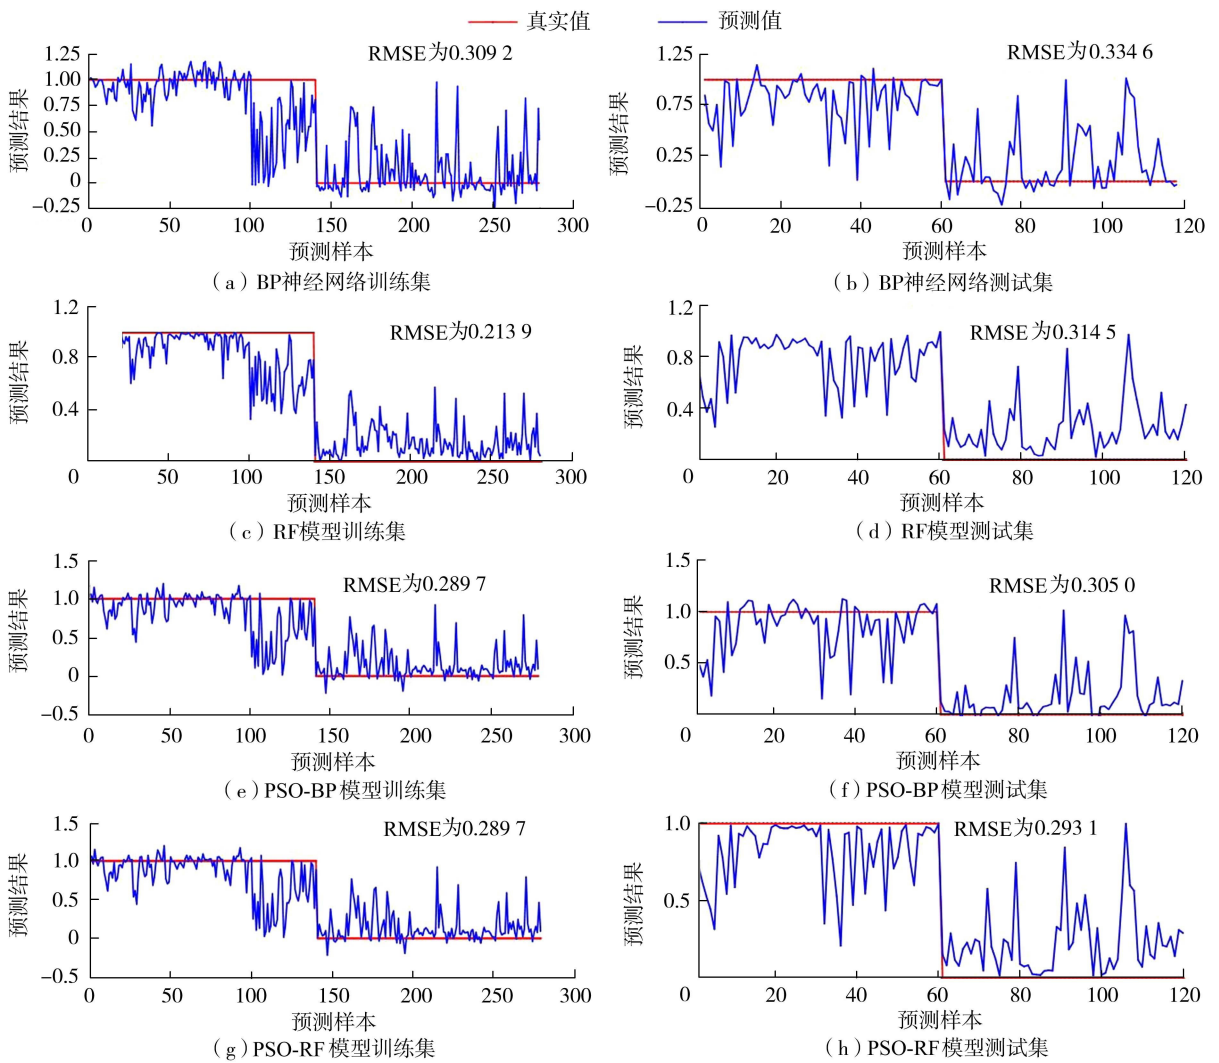 真实值 预测值
1.25
1.00
0.75
0.50
0.25
0
−0.25
预测结果
RMSE为0.309 2
0 50 100 150 200 250 300
预测样本
（a）BP神经网络训练集
1.25
0.75
0.25
−0.25
预测结果
RMSE为0.334 6
0 20 40 60 80 100 120
预测样本
（b）BP神经网络测试集
1.2
0.8
0.4
预测结果
RMSE为0.213 9
0 50 100 150 200 250 300
预测样本
（c）RF模型训练集
1.2
0.8
0.4
预测结果
RMSE为0.314 5
0 20 40 60 80 100 120
预测样本
（d）RF模型测试集
1.5
1.0
0.5
0
−0.5
预测结果
RMSE为0.289 7
0 50 100 150 200 250 300
预测样本
（e）PSO-BP模型训练集
1.5
1.0
0.5
预测结果
RMSE为0.305 0
0 20 40 60 80 100 120
预测样本
（f）PSO-BP模型测试集
1.5
1.0
0.5
0
−0.5
预测结果
RMSE为0.289 7
0 50 100 150 200 250 300
预测样本
（g）PSO-RF模型训练集
1.0
0.5
预测结果
RMSE为0.293 1
0 20 40 60 80 100 120
预测样本
（h）PSO-RF模型测试集